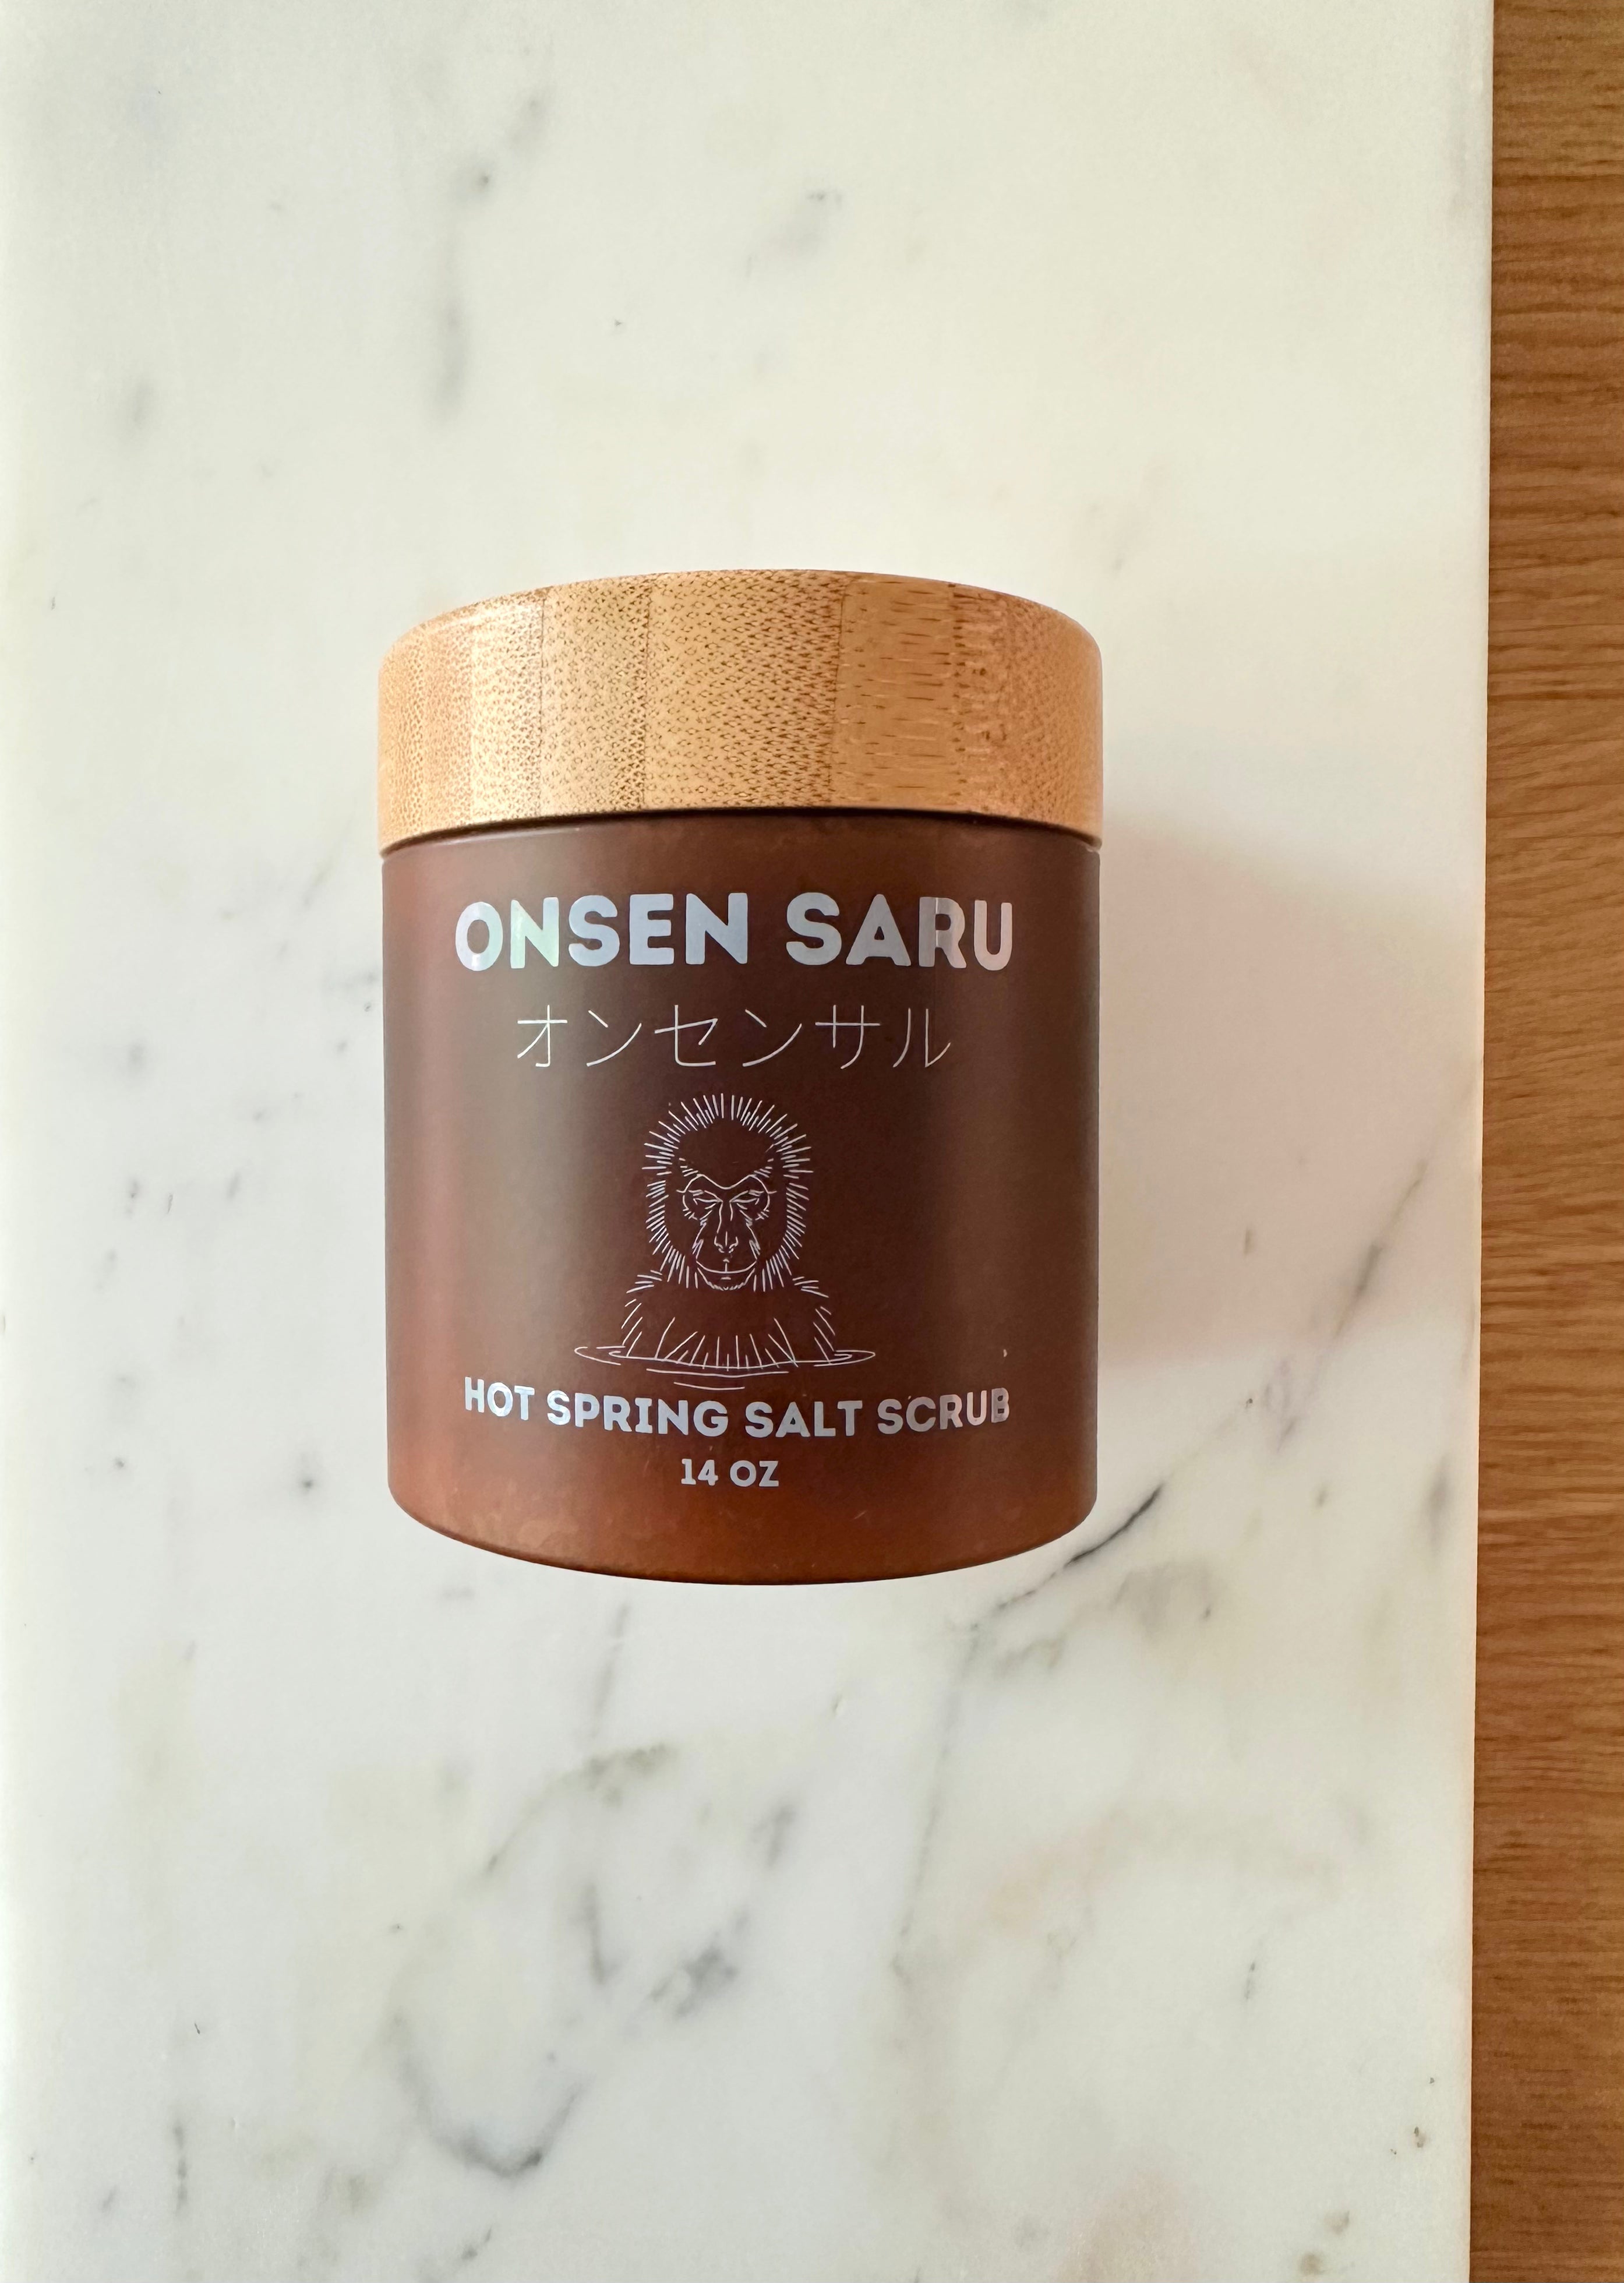 ONSEN SARU
オンセンサル
HOT SPRING SALT SCRUB
14 OZ